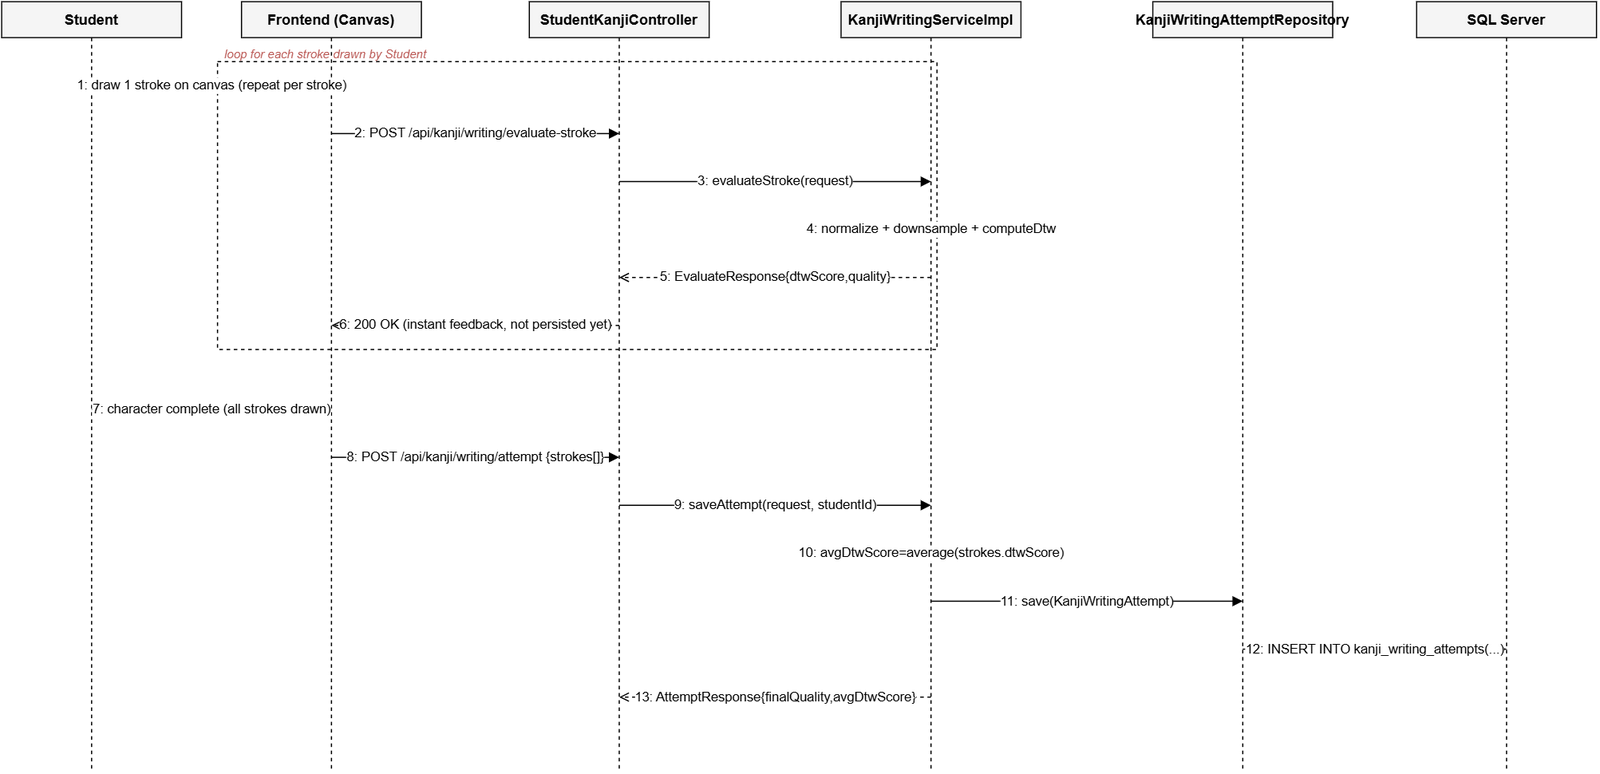 Student
Frontend (Canvas)
StudentKanjiController
KanjiWritingServiceImpl
KanjiWritingAttemptRepository
SQL Server
loop for each stroke drawn by Student
1: draw 1 stroke on canvas (repeat per stroke)
2: POST /api/kanji/writing/evaluate-stroke
3: evaluateStroke(request)
4: normalize + downsample + computeDtw
5: EvaluateResponse{dtwScore,quality}
6: 200 OK (instant feedback, not persisted yet)
7: character complete (all strokes drawn)
8: POST /api/kanji/writing/attempt {strokes[]}
9: saveAttempt(request, studentId)
10: avgDtwScore=average(strokes.dtwScore)
11: save(KanjiWritingAttempt)
12: INSERT INTO kanji_writing_attempts(...)
13: AttemptResponse{finalQuality,avgDtwScore}